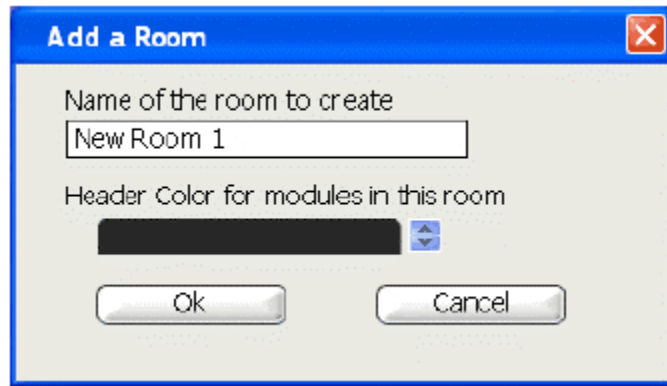 Add a Room
Name of the room to create
New Room 1
Header Color for modules in this room
Ok Cancel